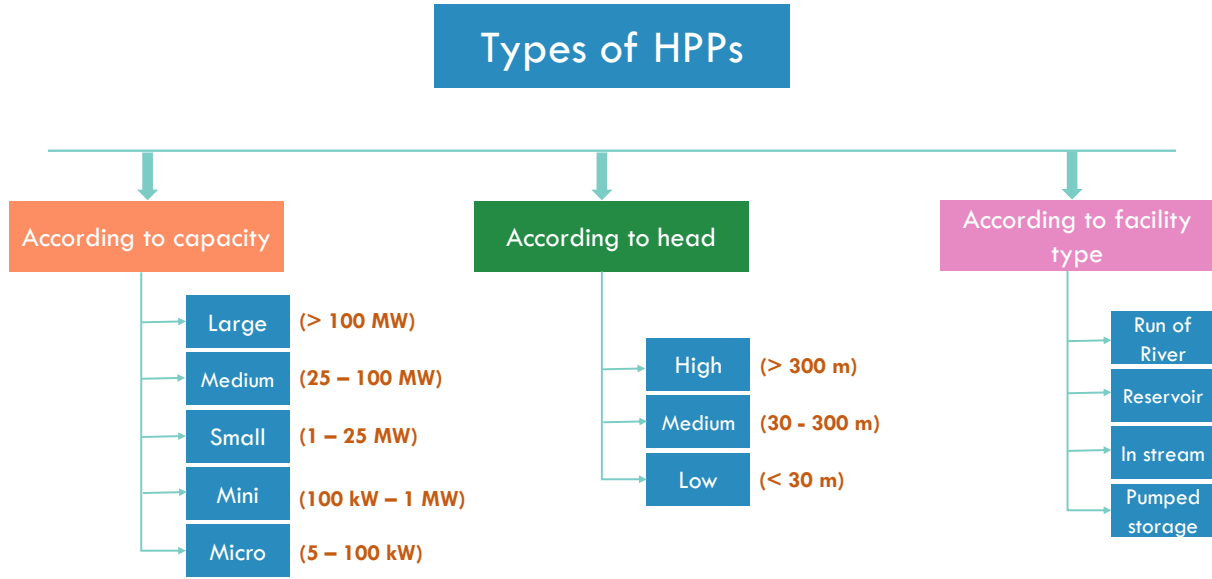 Types of HPPs
According to capacity
Large (> 100 MW)
Medium (25 – 100 MW)
Small (1 – 25 MW)
Mini (100 kW – 1 MW)
Micro (5 – 100 kW)
According to head
High (> 300 m)
Medium (30 - 300 m)
Low (< 30 m)
According to facility
type
Run of
River
Reservoir
In stream
Pumped
storage